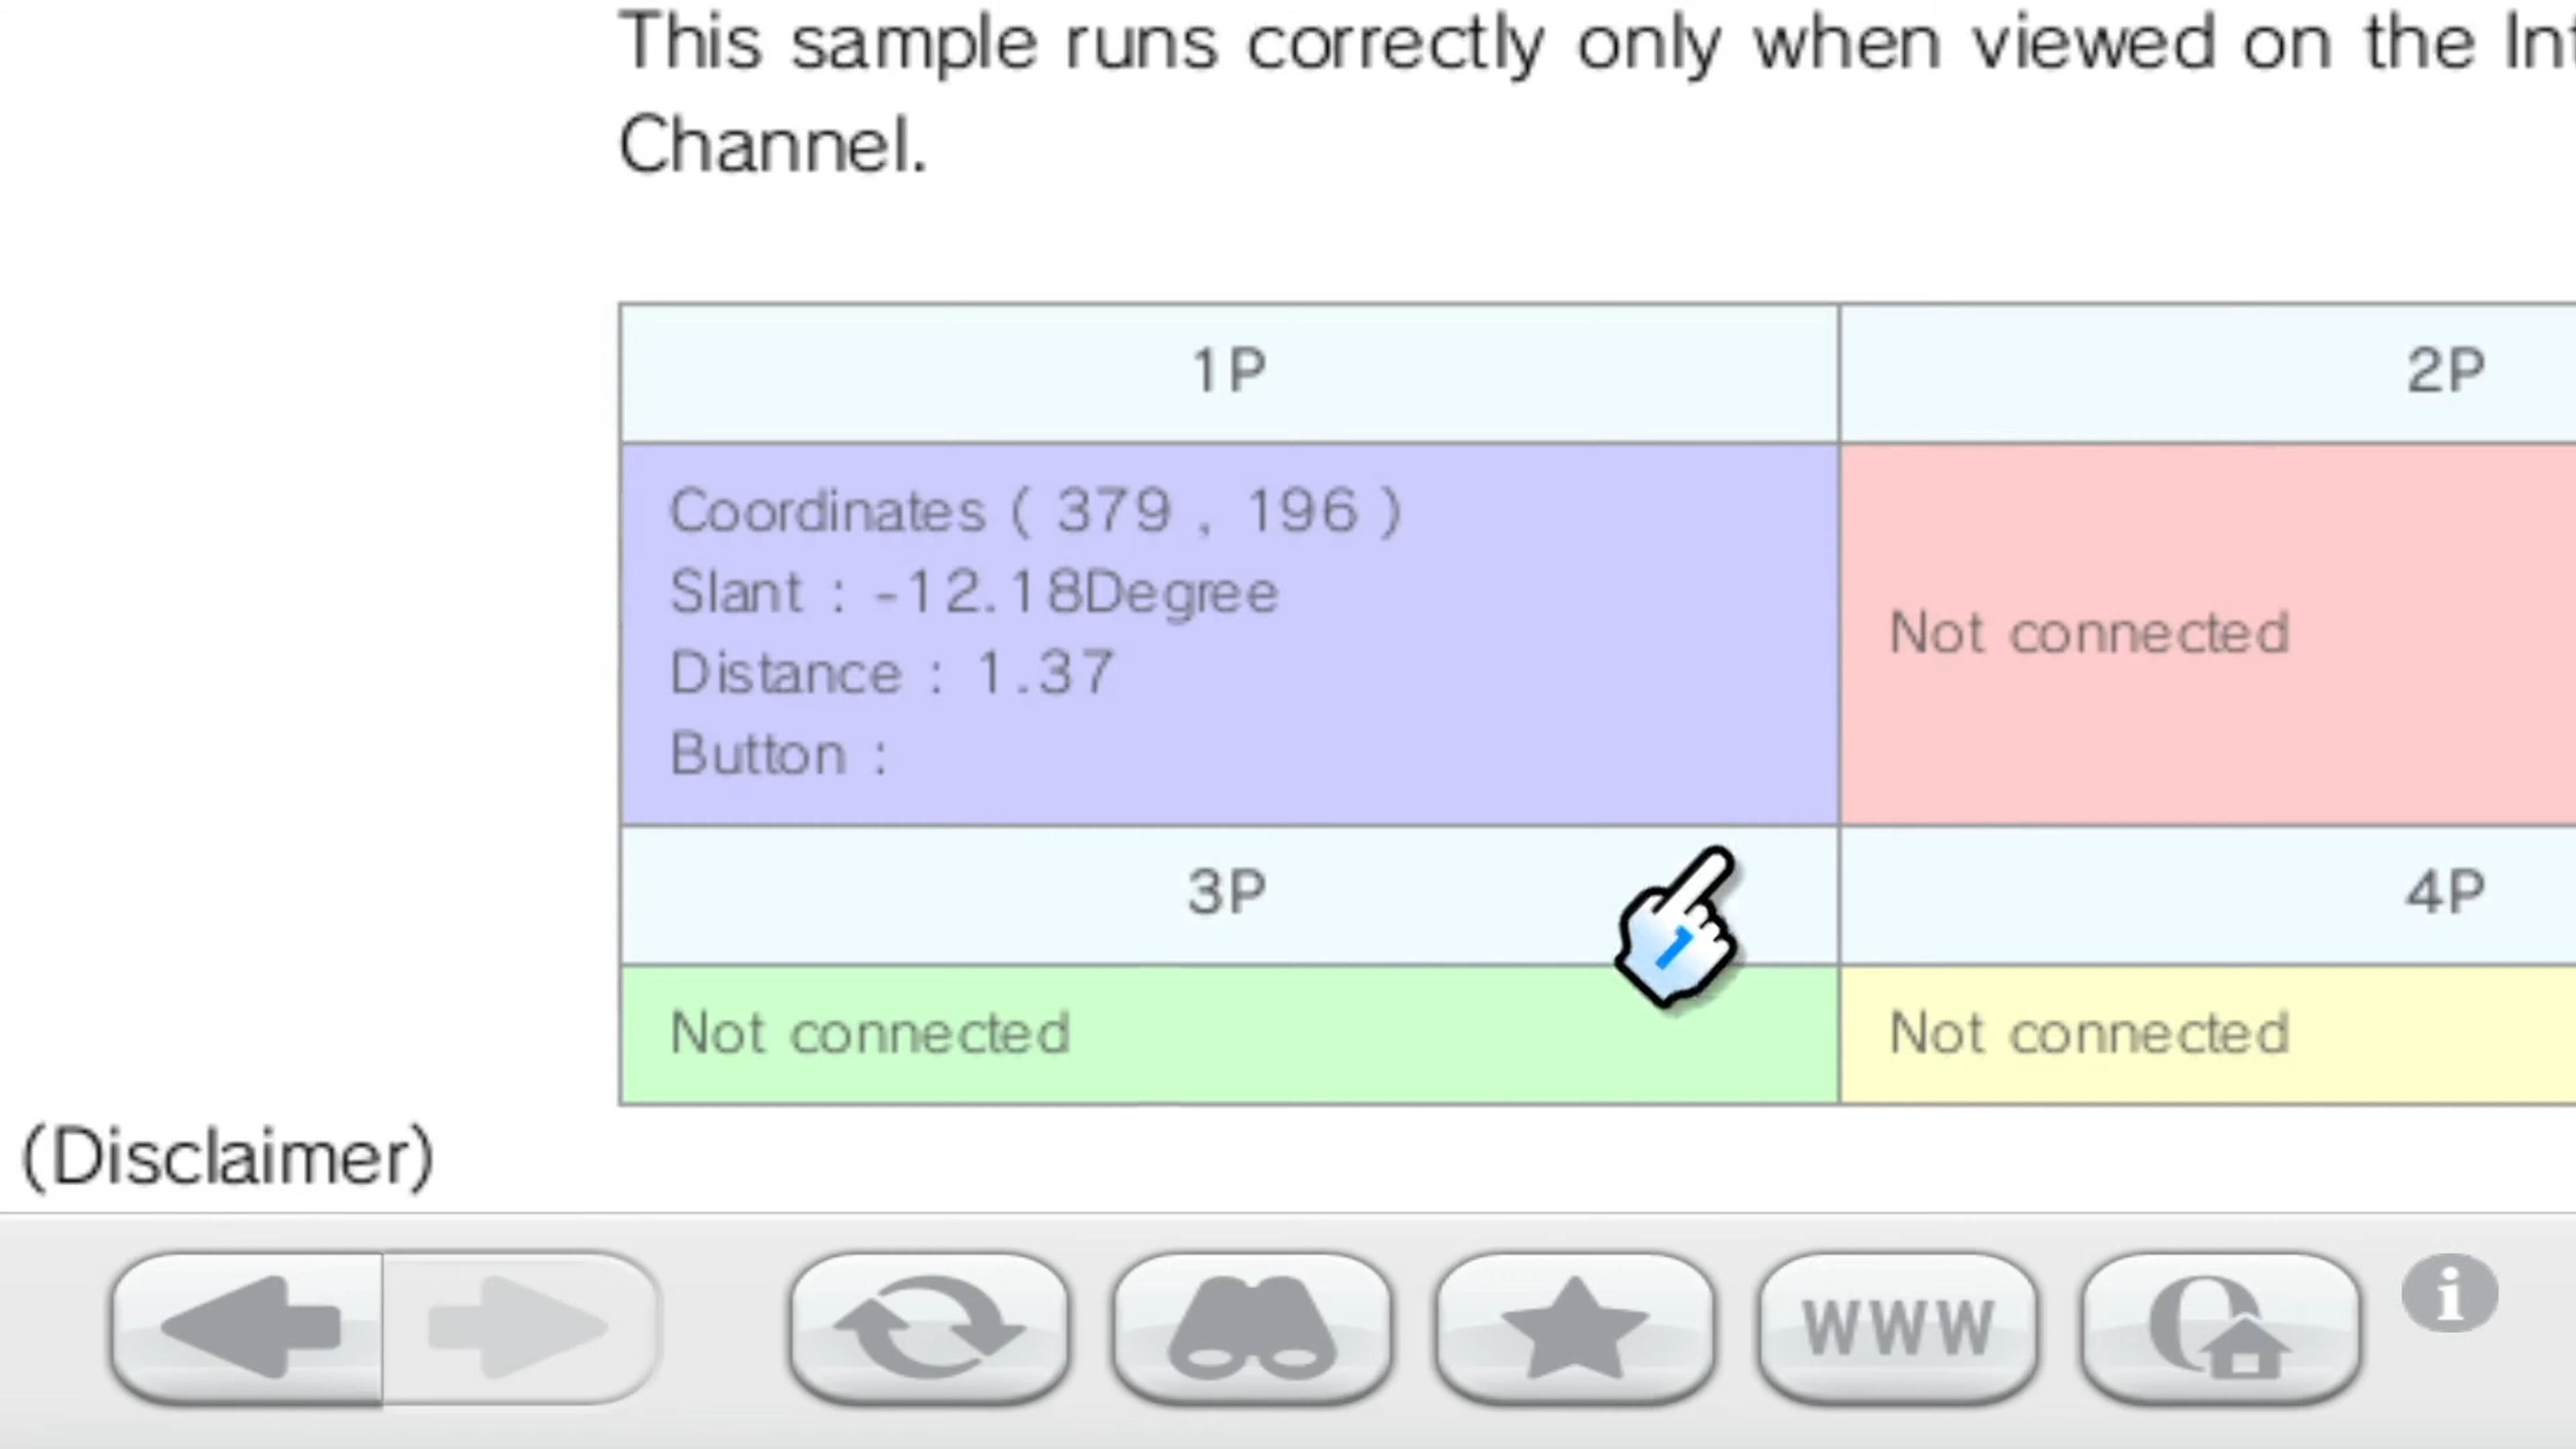 This sample runs correctly only when viewed on the Int
Channel.
1P
2P
Coordinates ( 379 , 196 )
Slant : -12.18Degree
Distance : 1.37
Button :
Not connected
3P
4P
Not connected
Not connected
(Disclaimer)
WWW